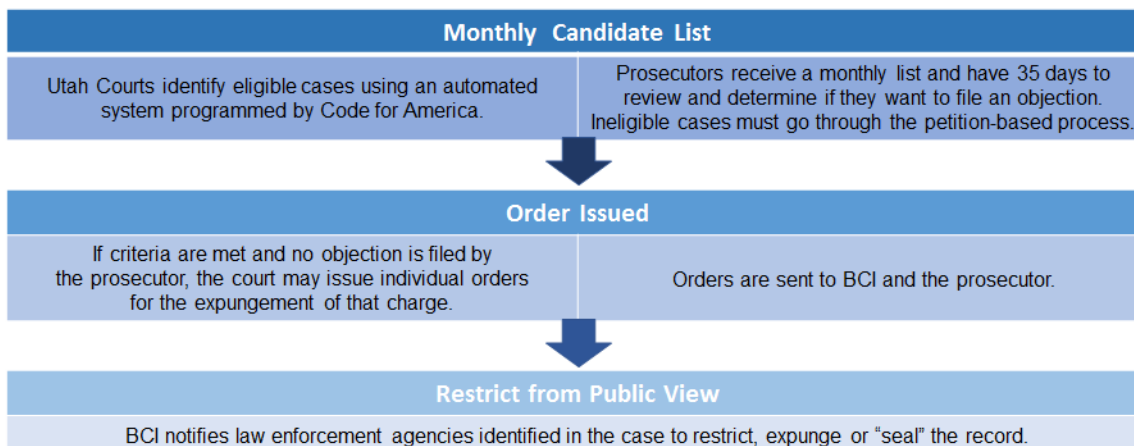 Monthly Candidate List
Utah Courts identify eligible cases using an automated
system programmed by Code for America.
Prosecutors receive a monthly list and have 35 days to
review and determine if they want to file an objection.
Ineligible cases must go through the petition-based process.
Order Issued
If criteria are met and no objection is filed by
the prosecutor, the court may issue individual orders
for the expungement of that charge.
Orders are sent to BCI and the prosecutor.
Restrict from Public View
BCI notifies law enforcement agencies identified in the case to restrict, expunge or “seal” the record.